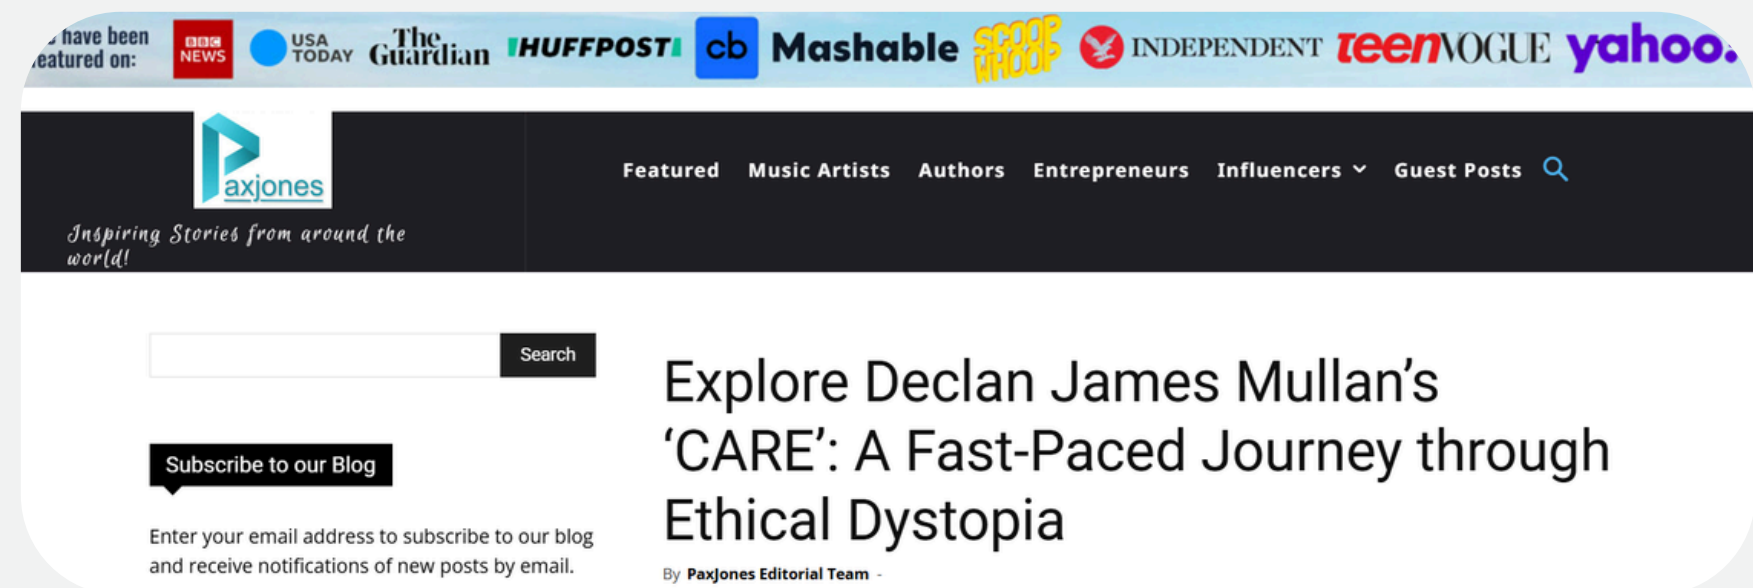 have been
eatured on:
BBC
NEWS
USA
TODAY
The
Guardian
HUFFPOST
cb
Mashable
SCOOP
WHOOP
INDEPENDENT
teenVOGUE
yahoo!
Paxjones
Inspiring Stories from around the
world!
Featured Music Artists Authors Entrepreneurs Influencers Guest Posts
Search
Subscribe to our Blog
Enter your email address to subscribe to our blog
and receive notifications of new posts by email.
Explore Declan James Mullan’s
‘CARE’: A Fast-Paced Journey through
Ethical Dystopia
By PaxJones Editorial Team -